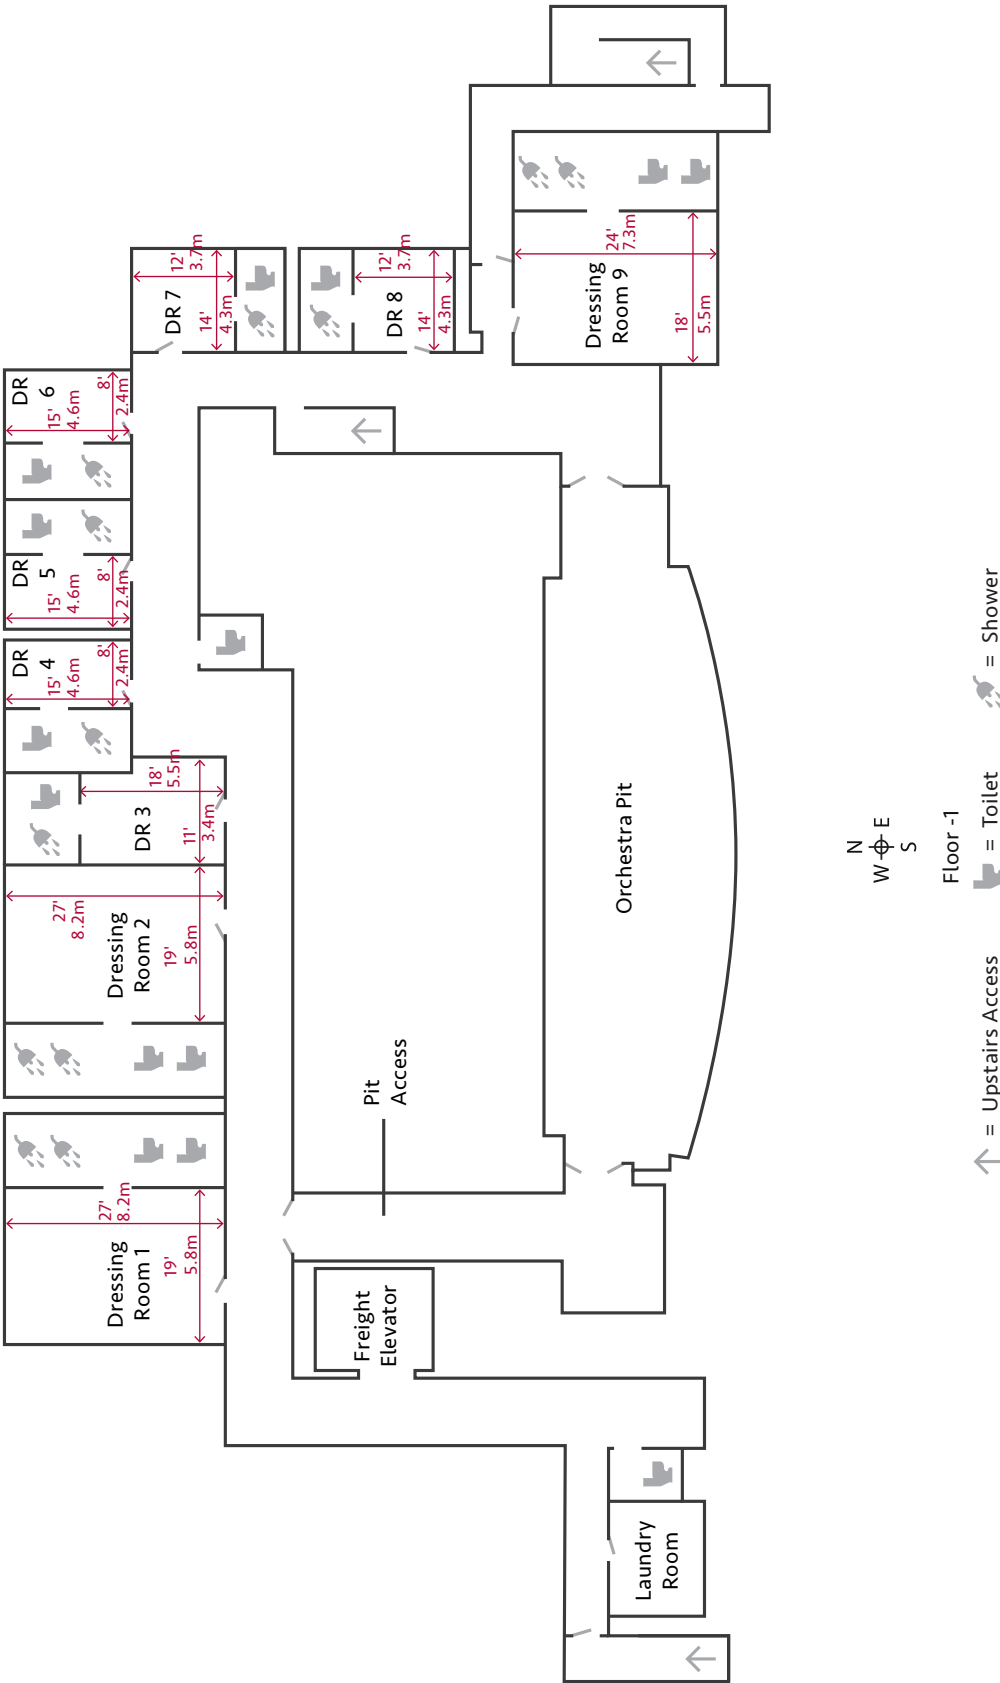 Dressing
Room 1
27'
8.2m
19'
5.8m
Dressing
Room 2
27'
8.2m
19'
5.8m
DR 3
18'
5.5m
11'
3.4m
DR
4
15'
4.6m
8'
2.4m
DR
5
15'
4.6m
8'
2.4m
DR
6
15'
4.6m
8'
2.4m
DR 7
12'
3.7m
14'
4.3m
DR 8
12'
3.7m
14'
4.3m
Dressing
Room 9
24'
7.3m
18'
5.5m
Pit
Access
Freight
Elevator
Orchestra Pit
Laundry
Room
N
W E
S
Floor -1
= Upstairs Access = Toilet = Shower